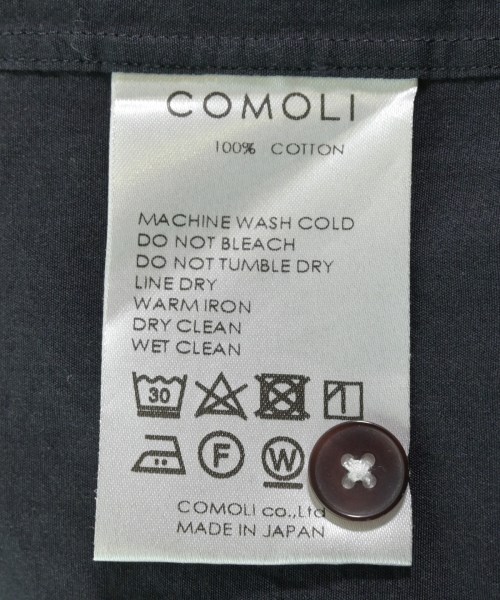 COMOLI
100% COTTON
MACHINE WASH COLD
DO NOT BLEACH
DO NOT TUMBLE DRY
LINE DRY
WARM IRON
DRY CLEAN
WET CLEAN
30
F W
COMOLI co.,Ltd
MADE IN JAPAN